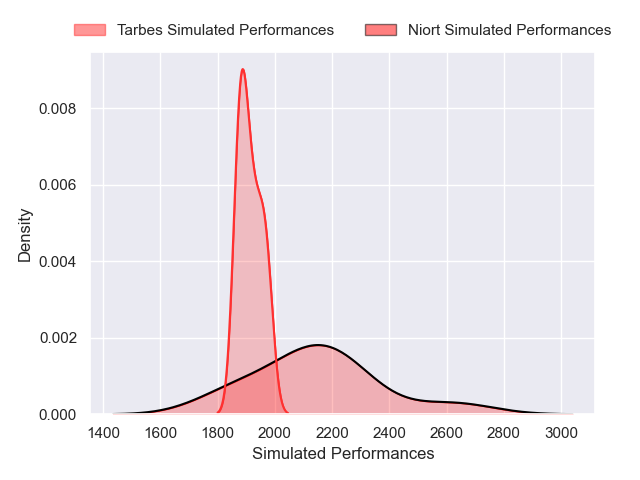 Tarbes Simulated Performances Niort Simulated Performances
0.008
0.006
0.004
0.002
0.000
Density
1400 1600 1800 2000 2200 2400 2600 2800 3000
Simulated Performances